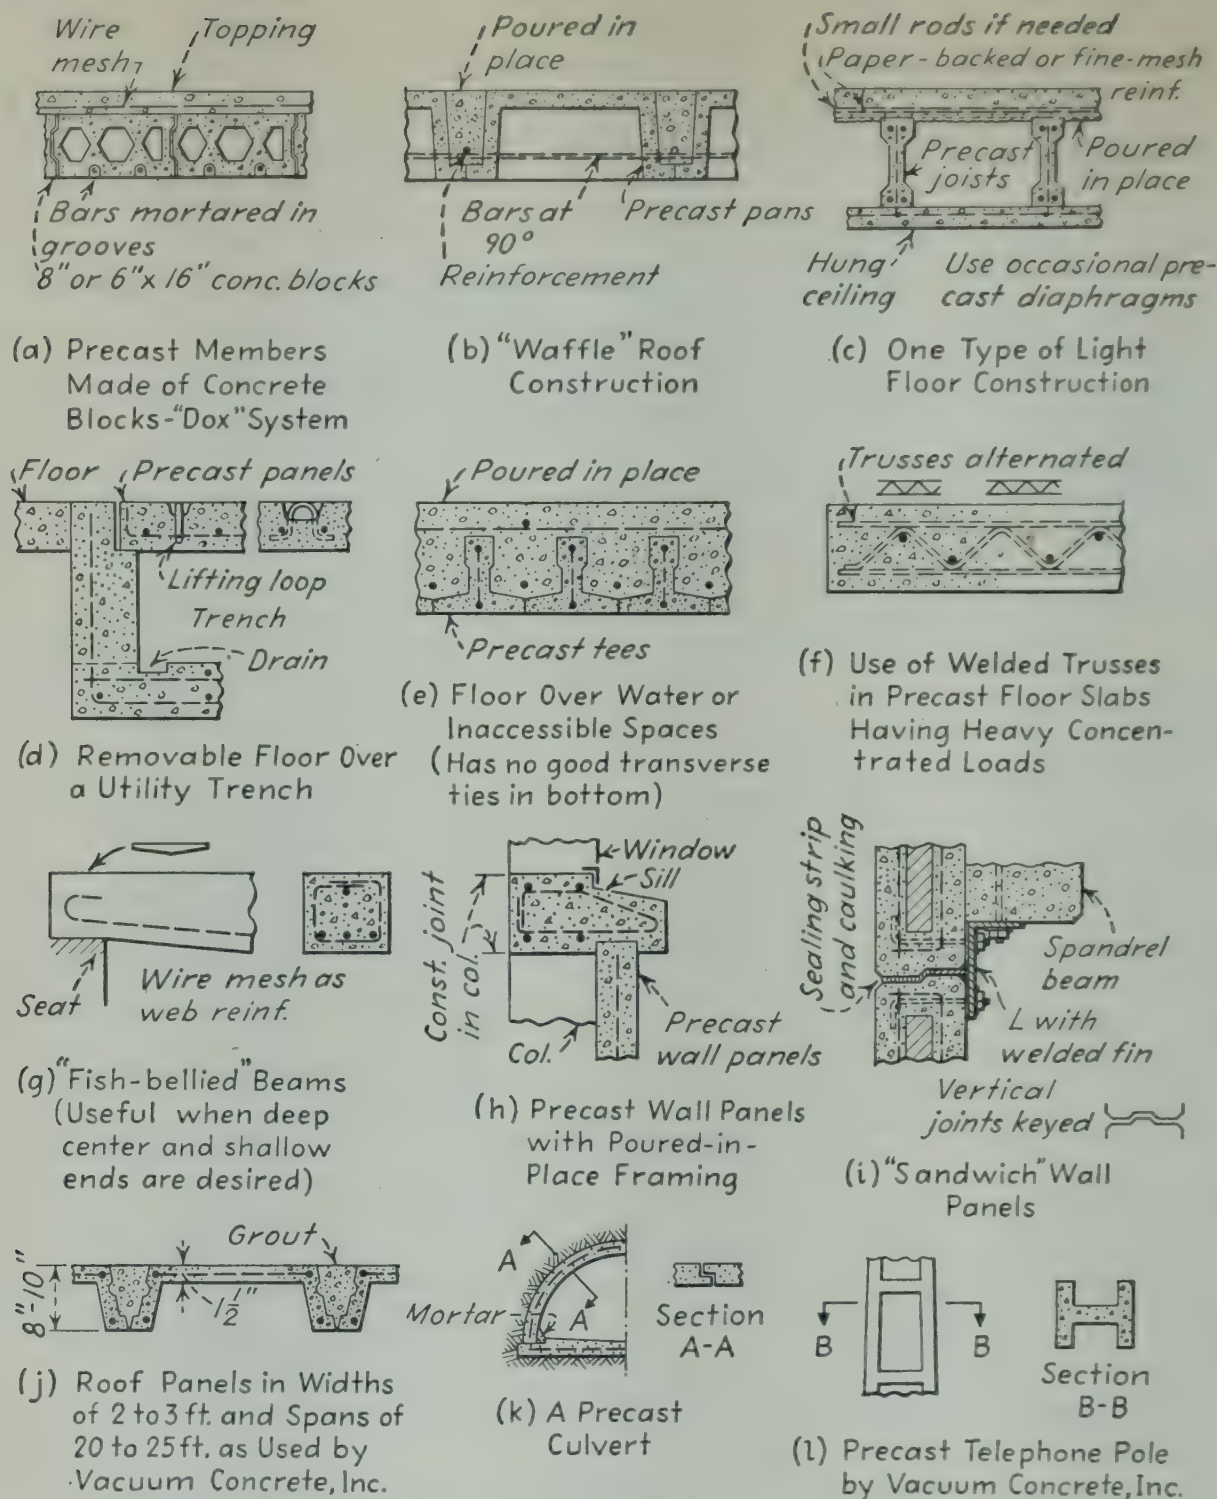 Wire mesh
Topping
Bars mortared in
grooves
8" or 6" x 16" conc. blocks
(a) Precast Members
Made of Concrete
Blocks-"Dox" System
Poured in
place
Bars at
90°
Precast pans
Reinforcement
(b) "Waffle" Roof
Construction
Small rods if needed
Paper-backed or fine-mesh
reinf.
Precast
joists
Poured
in place
Hung
ceiling
Use occasional pre-
cast diaphragms
(c) One Type of Light
Floor Construction
Floor
Precast panels
Lifting loop
Trench
Drain
(d) Removable Floor Over
a Utility Trench
Poured in place
Precast tees
(e) Floor Over Water or
Inaccessible Spaces
(Has no good transverse
ties in bottom)
Trusses alternated
(f) Use of Welded Trusses
in Precast Floor Slabs
Having Heavy Concen-
trated Loads
Seat
Wire mesh as
web reinf.
(g) "Fish-bellied" Beams
(Useful when deep
center and shallow
ends are desired)
Const. joint
in col.
Window
Sill
Col.
Precast
wall panels
(h) Precast Wall Panels
with Poured-in-
Place Framing
Sealing strip
and caulking
Spandrel
beam
L with
welded fin
Vertical
joints keyed
(i) "Sandwich" Wall
Panels
8"-10"
Grout
1½"
(j) Roof Panels in Widths
of 2 to 3 ft. and Spans of
20 to 25 ft. as Used by
Vacuum Concrete, Inc.
A
A
Mortar
Section
A-A
(k) A Precast
Culvert
B
B
Section
B-B
(l) Precast Telephone Pole
by Vacuum Concrete, Inc.